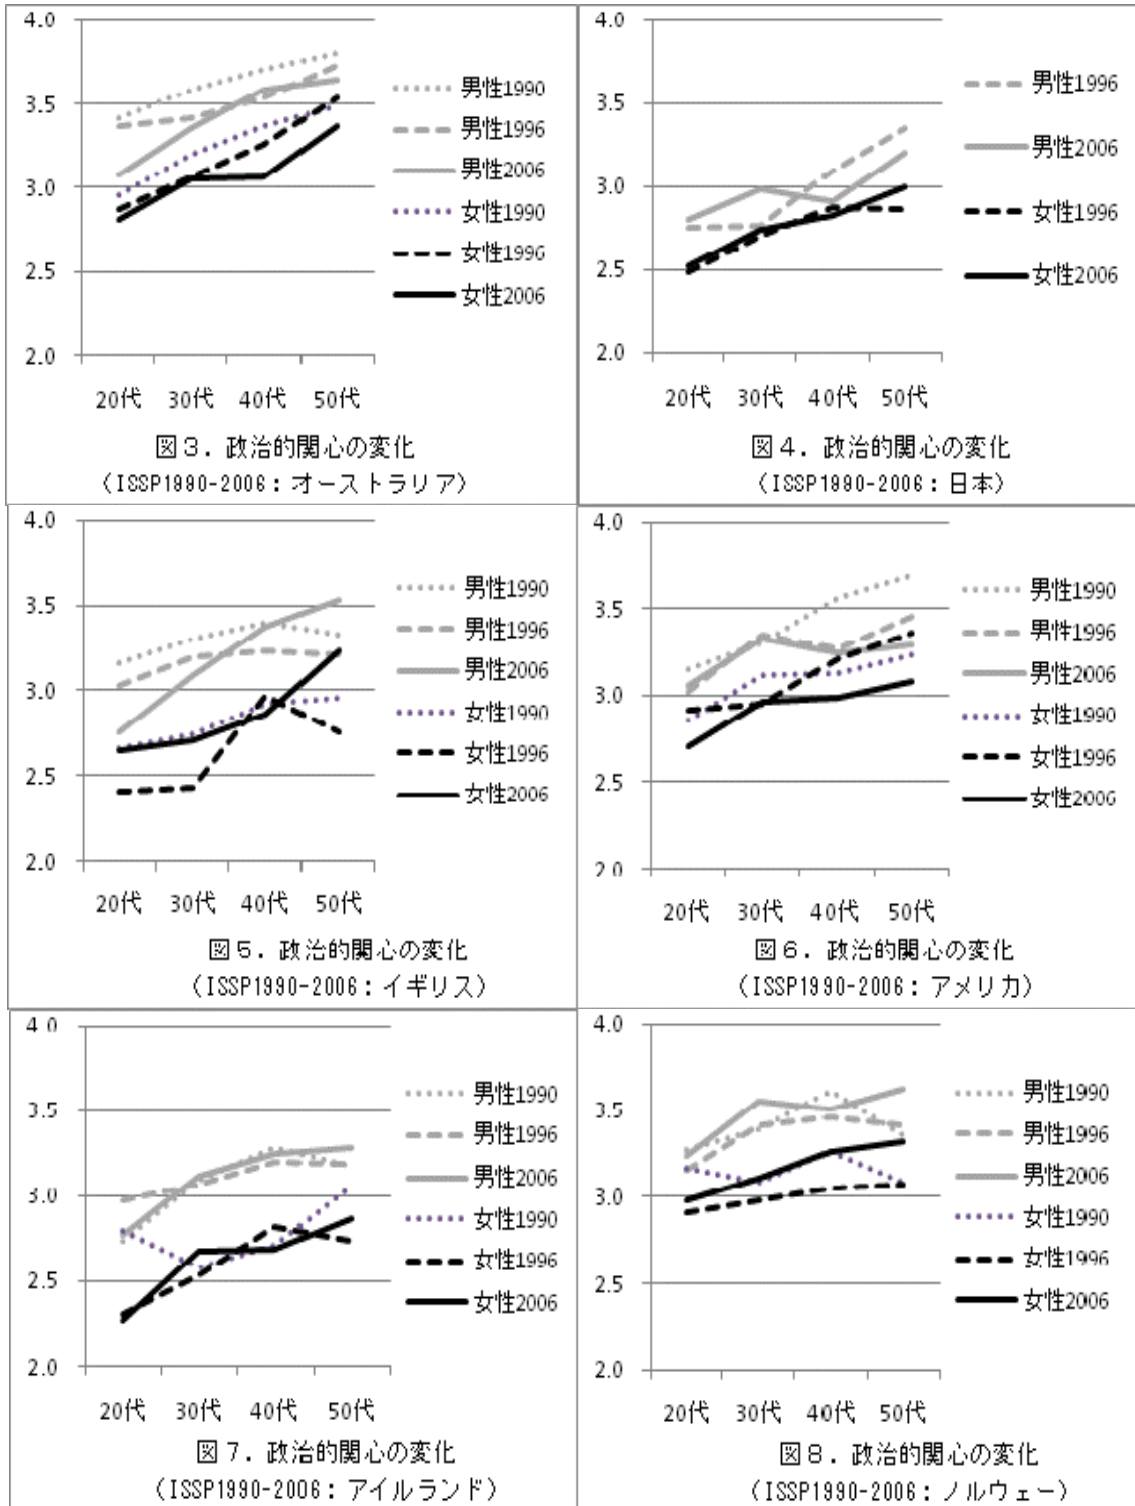 4.0
3.5
3.0
2.5
2.0
20代 30代 40代 50代
男性1990
男性1996
男性2006
女性1990
女性1996
女性2006
図3．政治的関心の変化
（ISSP1990-2006：オーストラリア）
4.0
3.5
3.0
2.5
2.0
20代 30代 40代 50代
男性1996
男性2006
女性1996
女性2006
図4．政治的関心の変化
（ISSP1990-2006：日本）
4.0
3.5
3.0
2.5
2.0
20代 30代 40代 50代
男性1990
男性1996
男性2006
女性1990
女性1996
女性2006
図5．政治的関心の変化
（ISSP1990-2006：イギリス）
4.0
3.5
3.0
2.5
2.0
20代 30代 40代 50代
男性1990
男性1996
男性2006
女性1990
女性1996
女性2006
図6．政治的関心の変化
（ISSP1990-2006：アメリカ）
4.0
3.5
3.0
2.5
2.0
20代 30代 40代 50代
男性1990
男性1996
男性2006
女性1990
女性1996
女性2006
図7．政治的関心の変化
（ISSP1990-2006：アイルランド）
4.0
3.5
3.0
2.5
2.0
20代 30代 40代 50代
男性1990
男性1996
男性2006
女性1990
女性1996
女性2006
図8．政治的関心の変化
（ISSP1990-2006：ノルウェー）